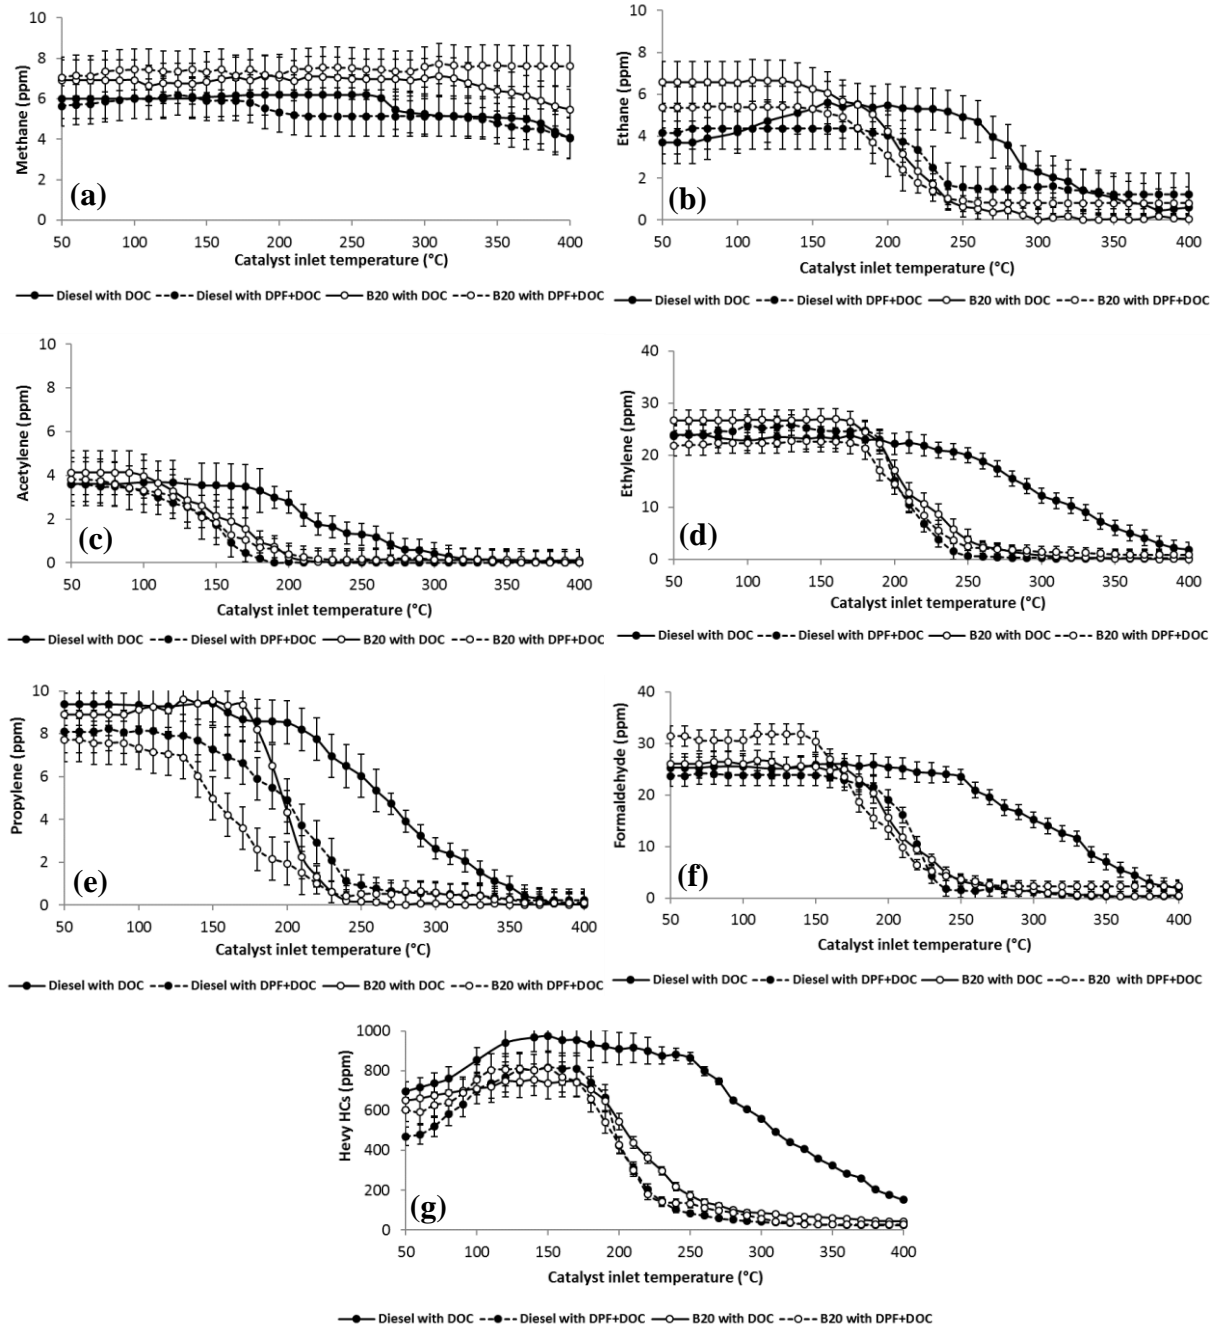 10
8
6
4
2
0
Methane (ppm)
(a)
50 100 150 200 250 300 350 400
Catalyst inlet temperature (°C)
Diesel with DOC Diesel with DPF+DOC B20 with DOC B20 with DPF+DOC
10
8
6
4
2
0
Ethane (ppm)
(b)
50 100 150 200 250 300 350 400
Catalyst inlet temperature (°C)
Diesel with DOC Diesel with DPF+DOC B20 with DOC B20 with DPF+DOC
10
8
6
4
2
0
Acetylene (ppm)
(c)
50 100 150 200 250 300 350 400
Catalyst inlet temperature (°C)
Diesel with DOC Diesel with DPF+DOC B20 with DOC B20 with DPF+DOC
40
30
20
10
0
Ethylene (ppm)
(d)
50 100 150 200 250 300 350 400
Catalyst inlet temperature (°C)
Diesel with DOC Diesel with DPF+DOC B20 with DOC B20 with DPF+DOC
10
8
6
4
2
0
Propylene (ppm)
(e)
50 100 150 200 250 300 350 400
Catalyst inlet temperature (°C)
Diesel with DOC Diesel with DPF+DOC B20 with DOC B20 with DPF+DOC
40
30
20
10
0
Formaldehyde (ppm)
(f)
50 100 150 200 250 300 350 400
Catalyst inlet temperature (°C)
Diesel with DOC Diesel with DPF+DOC B20 with DOC B20 with DPF+DOC
1000
800
600
400
200
0
Hevy HCs (ppm)
(g)
50 100 150 200 250 300 350 400
Catalyst inlet temperature (°C)
Diesel with DOC Diesel with DPF+DOC B20 with DOC B20 with DPF+DOC